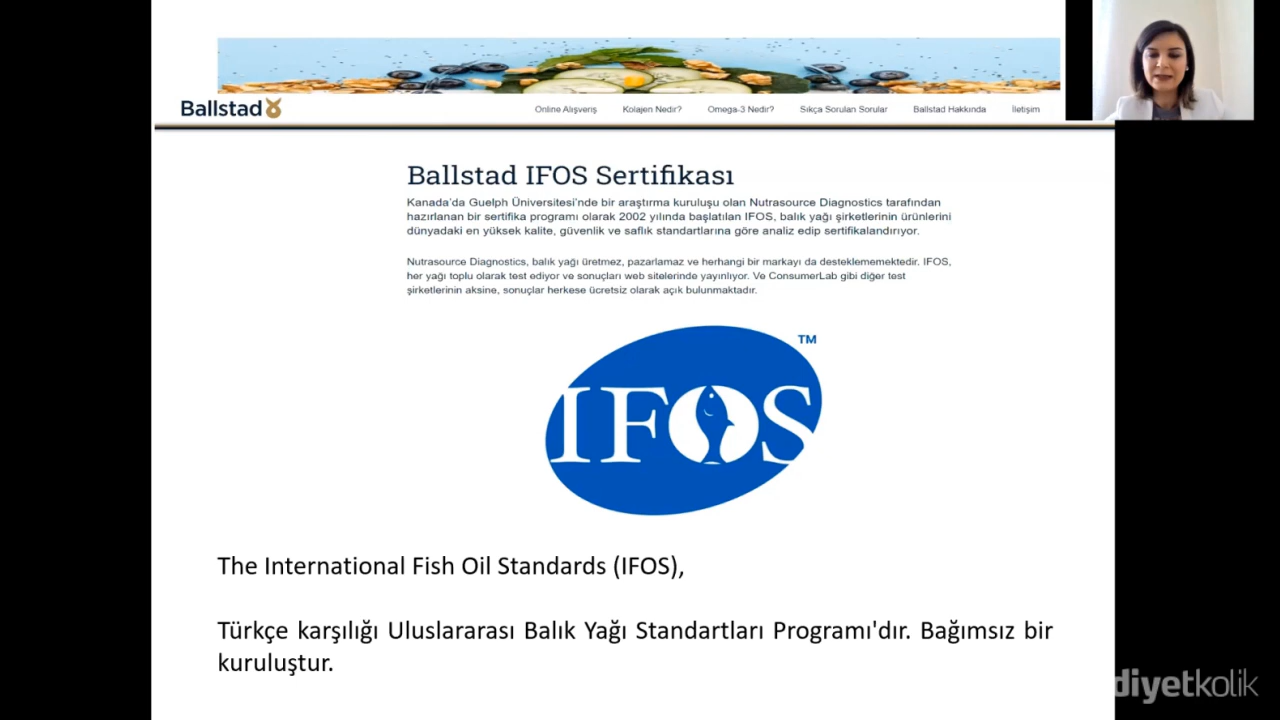 Ballstad
Online Alışveriş Kolajen Nedir? Omega-3 Nedir? Sıkça Sorulan Sorular Ballstad Hakkında İletişim
Ballstad IFOS Sertifikası
Kanada'da Guelph Üniversitesi'nde bir araştırma kuruluşu olan Nutrasource Diagnostics tarafından
hazırlanan bir sertifika programı olarak 2002 yılında başlatılan IFOS, balık yağı şirketlerinin ürünlerini
dünyadaki en yüksek kalite, güvenlik ve saflık standartlarına göre analiz edip sertifikalandırıyor.
Nutrasource Diagnostics, balık yağı üretmez, pazarlamaz ve herhangi bir markayı da desteklememektedir. IFOS,
her yağı toplu olarak test ediyor ve sonuçları web sitelerinde yayınlıyor. Ve ConsumerLab gibi diğer test
şirketlerinin aksine, sonuçlar herkese ücretsiz olarak açık bulunmaktadır.
TM
IFOS
The International Fish Oil Standards (IFOS),
Türkçe karşılığı Uluslararası Balık Yağı Standartları Programı'dır. Bağımsız bir
kuruluştur.
diyetkolik